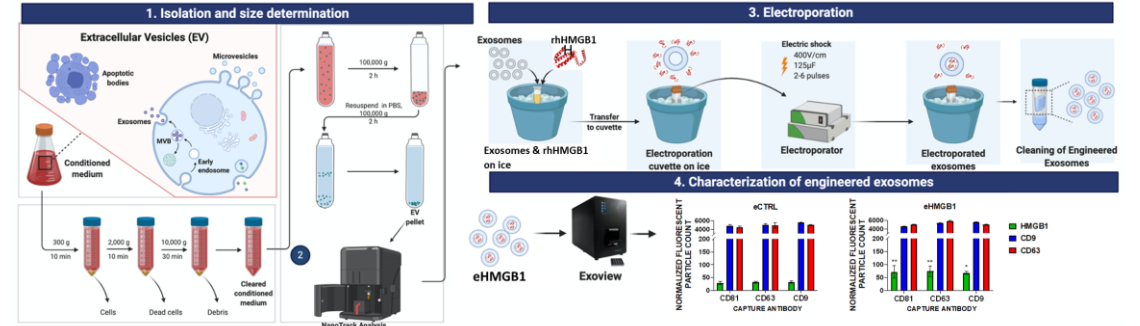 1. Isolation and size determination
Extracellular Vesicles (EV)
Microvesicles
Apoptotic
bodies
Exosomes
MVB
Early
endosome
Conditioned
medium
300 g
10 min
2,000 g
10 min
10,000 g
30 min
Cells
Dead cells
Debris
Cleared
conditioned
medium
2
100,000 g
2 h
Resuspend in PBS,
100,000 g
2 h
EV
pellet
NanoTrack Analysis
3. Electroporation
Exosomes
rhHMGB1
H
Exosomes & rhHMGB1
on ice
Transfer
to cuvette
Electroporation
cuvette on ice
Electric shock
400V/cm
125µF
2-6 pulses
Electroporator
Electroporated
exosomes
Cleaning of Engineered
Exosomes
4. Characterization of engineered exosomes
eHMGB1
Exoview
eCTRL
NORMALIZED FLUORESCENT
PARTICLE COUNT
6000
4000
200
150
100
50
0
CD81
CD63
CD9
CAPTURE ANTIBODY
eHMGB1
NORMALIZED FLUORESCENT
PARTICLE COUNT
6000
4000
200
150
100
50
0
**
**
*
CD81
CD63
CD9
CAPTURE ANTIBODY
HMGB1
CD9
CD63